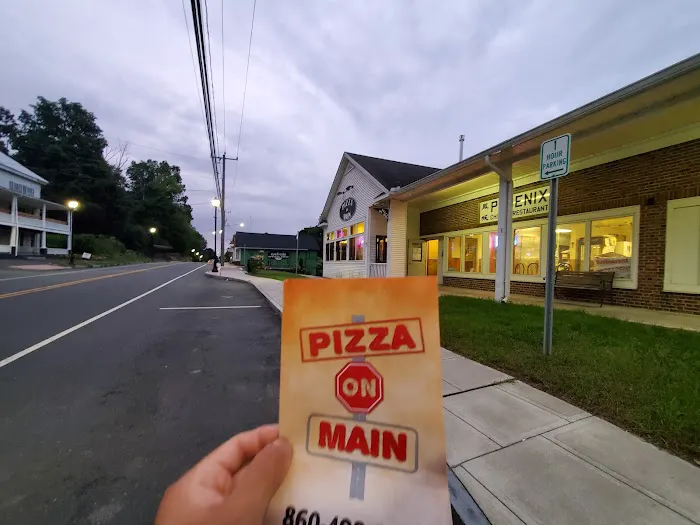 1
HOUR
PARKING
PHOENIX
RESTAURANT
PIZZA
ON
MAIN